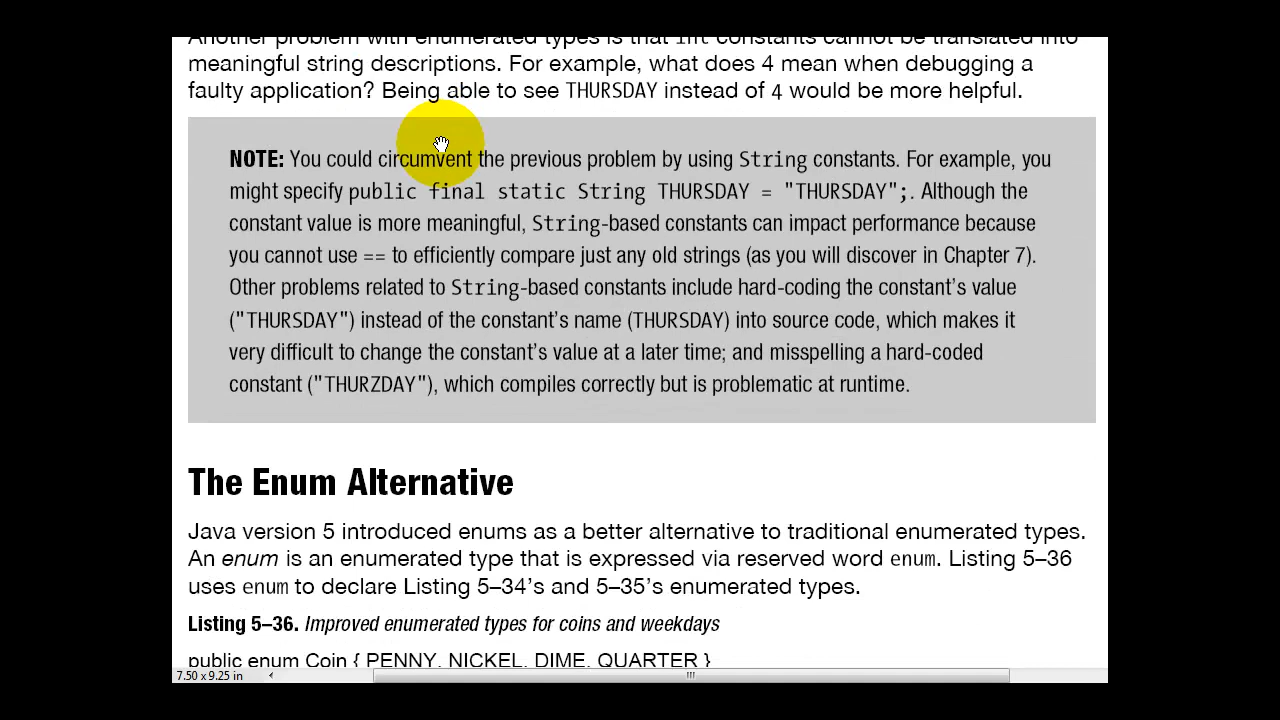 Another problem with enumerated types is that int constants cannot be translated into
meaningful string descriptions. For example, what does 4 mean when debugging a
faulty application? Being able to see THURSDAY instead of 4 would be more helpful.
NOTE: You could circumvent the previous problem by using String constants. For example, you
might specify public final static String THURSDAY = "THURSDAY";. Although the
constant value is more meaningful, String-based constants can impact performance because
you cannot use == to efficiently compare just any old strings (as you will discover in Chapter 7).
Other problems related to String-based constants include hard-coding the constant's value
("THURSDAY") instead of the constant's name (THURSDAY) into source code, which makes it
very difficult to change the constant's value at a later time; and misspelling a hard-coded
constant ("THURZDAY"), which compiles correctly but is problematic at runtime.
The Enum Alternative
Java version 5 introduced enums as a better alternative to traditional enumerated types.
An enum is an enumerated type that is expressed via reserved word enum. Listing 5–36
uses enum to declare Listing 5–34's and 5–35's enumerated types.
Listing 5–36. Improved enumerated types for coins and weekdays
public enum Coin { PENNY, NICKEL, DIME, QUARTER }
7.50 x 9.25 in